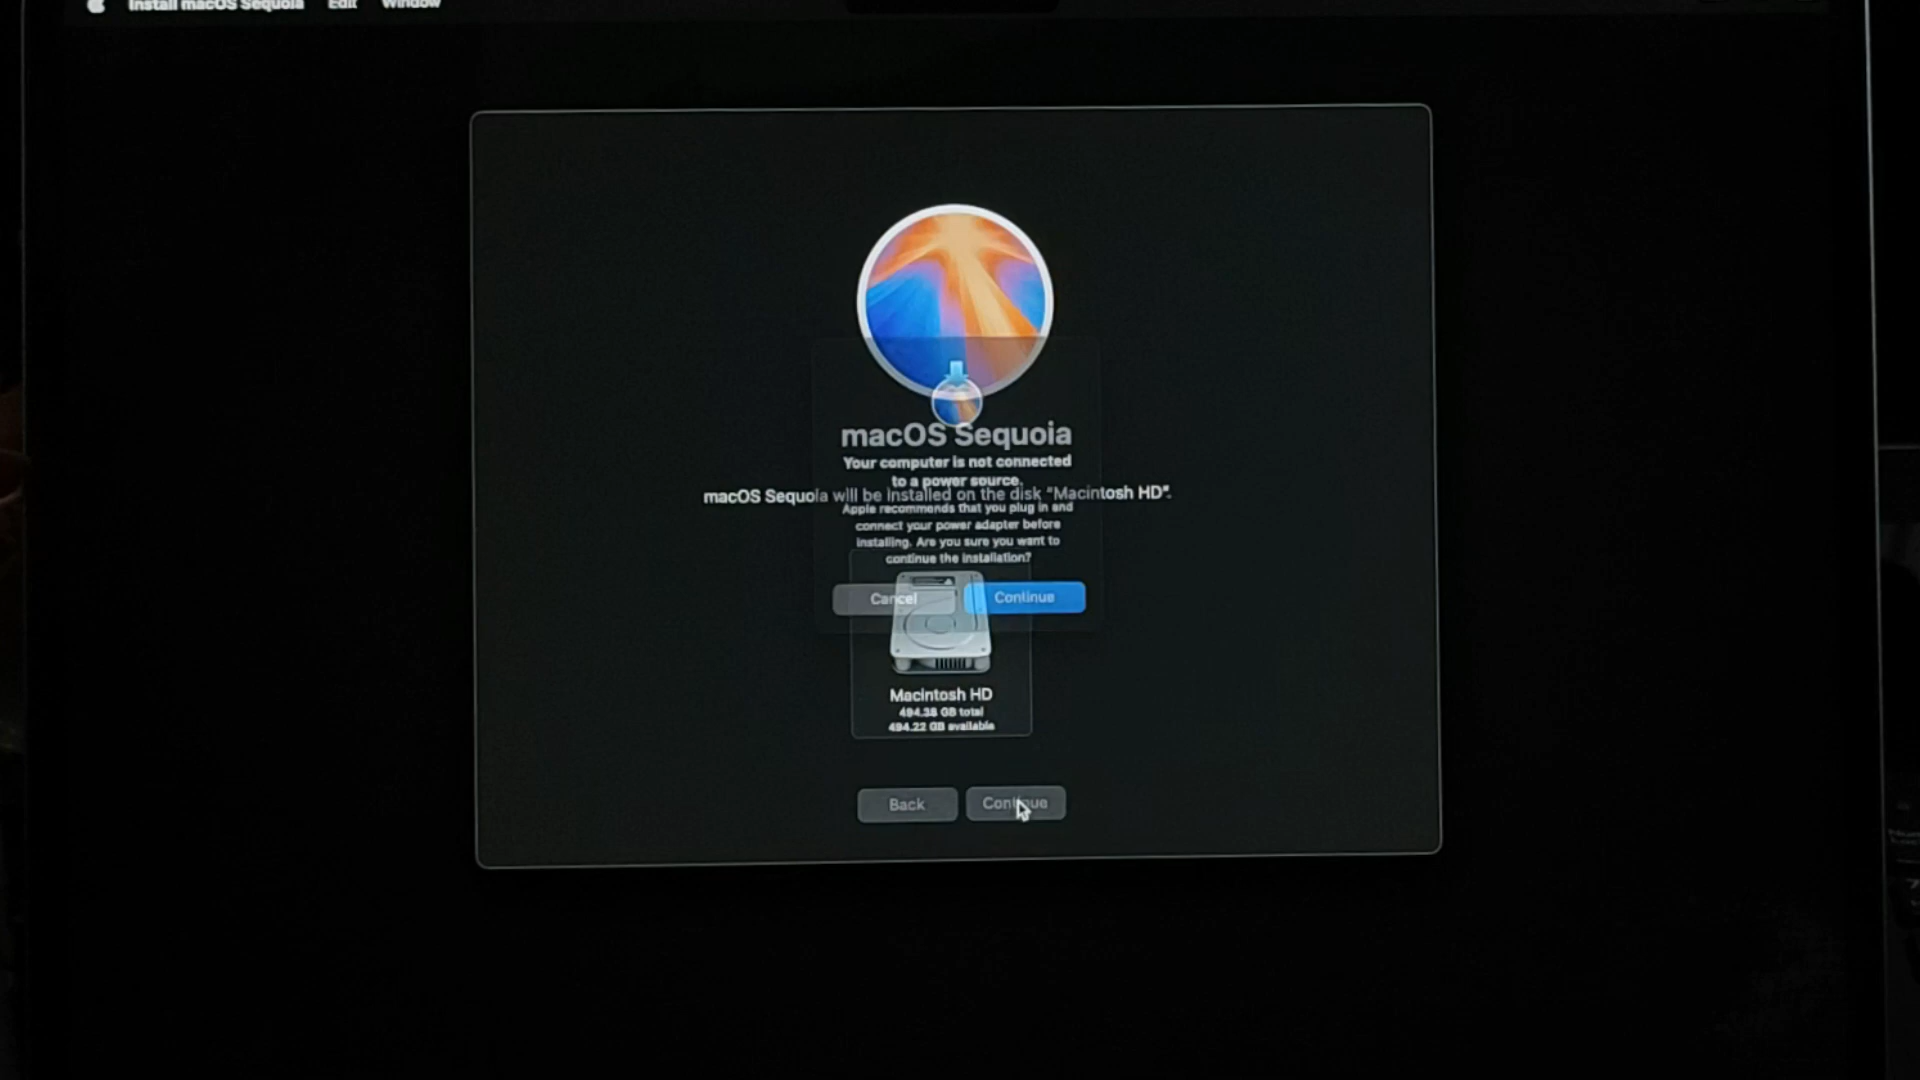 Install macOS Sequoia Edit Window
macOS Sequoia
Your computer is not connected
to a power source.
macOS Sequoia will be installed on the disk “Macintosh HD”.
Apple recommends that you plug in and
connect your power adapter before
installing. Are you sure you want to
continue the installation?
Cancel Continue
Macintosh HD
494.38 GB total
494.22 GB available
Back Continue